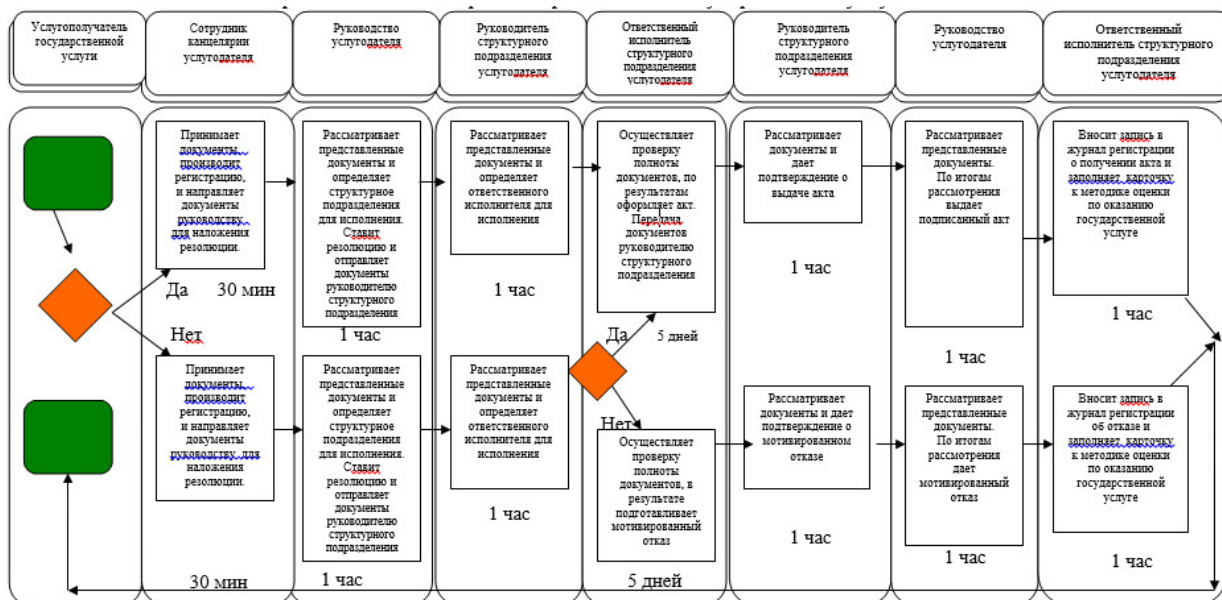 Услугополучатель
государственной
услуги
Сотрудник
канцелярии
услугодателя
Руководство
услугодателя
Руководитель
структурного
подразделения
услугодателя
Ответственный
исполнитель
структурного
подразделения
услугодателя
Руководитель
структурного
подразделения
услугодателя
Руководство
услугодателя
Ответственный
исполнитель структурного
подразделения
услугодателя
Принимает
документы,
производит
регистрацию,
и направляет
документы
руководству
для наложения
резолюции.
Да
30 мин
Рассматривает
представленные
документы и
определяет
структурное
подразделения
для исполнения.
Ставит
резолюцию и
отправляет
документы
руководителю
структурного
подразделения
1 час
Рассматривает
представленные
документы и
определяет
ответственного
исполнителя для
исполнения
1 час
Осуществляет
проверку
полноты
документов, по
результатам
оформляет акт.
Передача
документов
руководителю
структурного
подразделения
Да
5 дней
Рассматривает
документы и
дает
подтверждение о
выдаче акта
1 час
Рассматривает
представленные
документы.
По итогам
рассмотрения
выдает
подписанный акт
1 час
Вносит запись в
журнал регистрации
о получении акта и
заполняет карточку
к методике оценки
по оказанию
государственной
услуге
1 час
Нет
Принимает
документы,
производит
регистрацию,
и направляет
документы
руководству для
наложения
резолюции.
30 мин
Рассматривает
представленные
документы и
определяет
структурное
подразделения
для исполнения.
Ставит
резолюцию и
отправляет
документы
руководителю
структурного
подразделения
1 час
Рассматривает
представленные
документы и
определяет
ответственного
исполнителя для
исполнения
1 час
Нет
Осуществляет
проверку
полноты
документов, в
результате
подготавливает
мотивированный
отказ
5 дней
Рассматривает
документы и дает
подтверждение о
мотивированном
отказе
1 час
Рассматривает
представленные
документы.
По итогам
рассмотрения
дает
мотивированный
отказ
1 час
Вносит запись в
журнал регистрации
об отказе и
заполняет карточку
к методике оценки
по оказанию
государственной
услуге
1 час